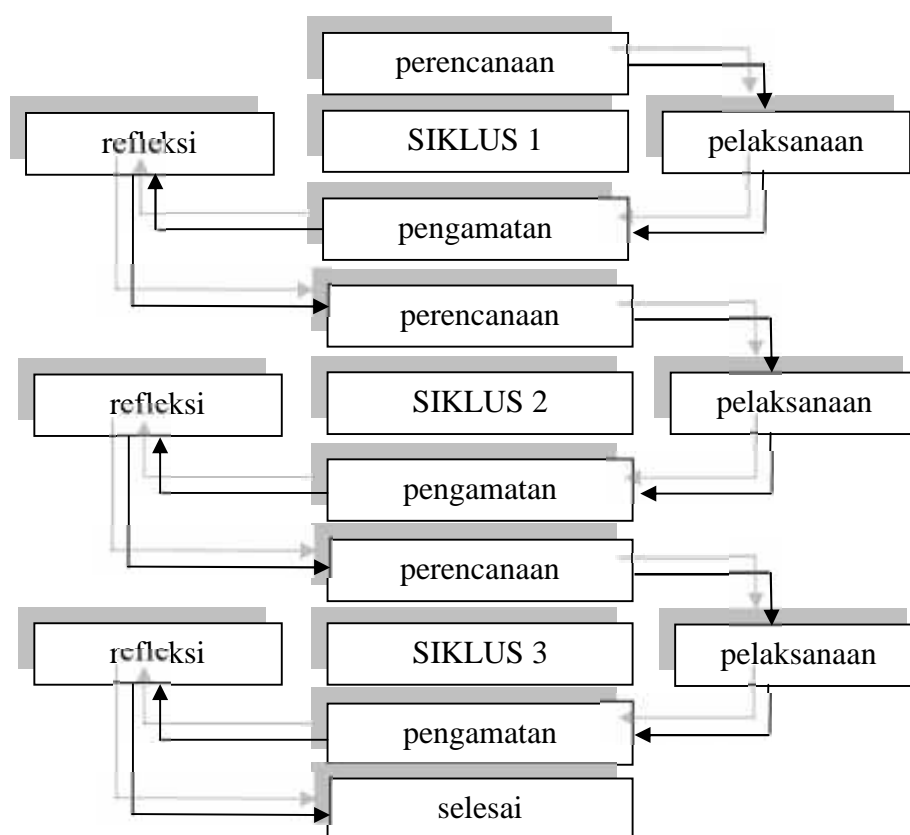 perencanaan
refleksi
SIKLUS 1
pelaksanaan
pengamatan
perencanaan
refleksi
SIKLUS 2
pelaksanaan
pengamatan
perencanaan
refleksi
SIKLUS 3
pelaksanaan
pengamatan
selesai